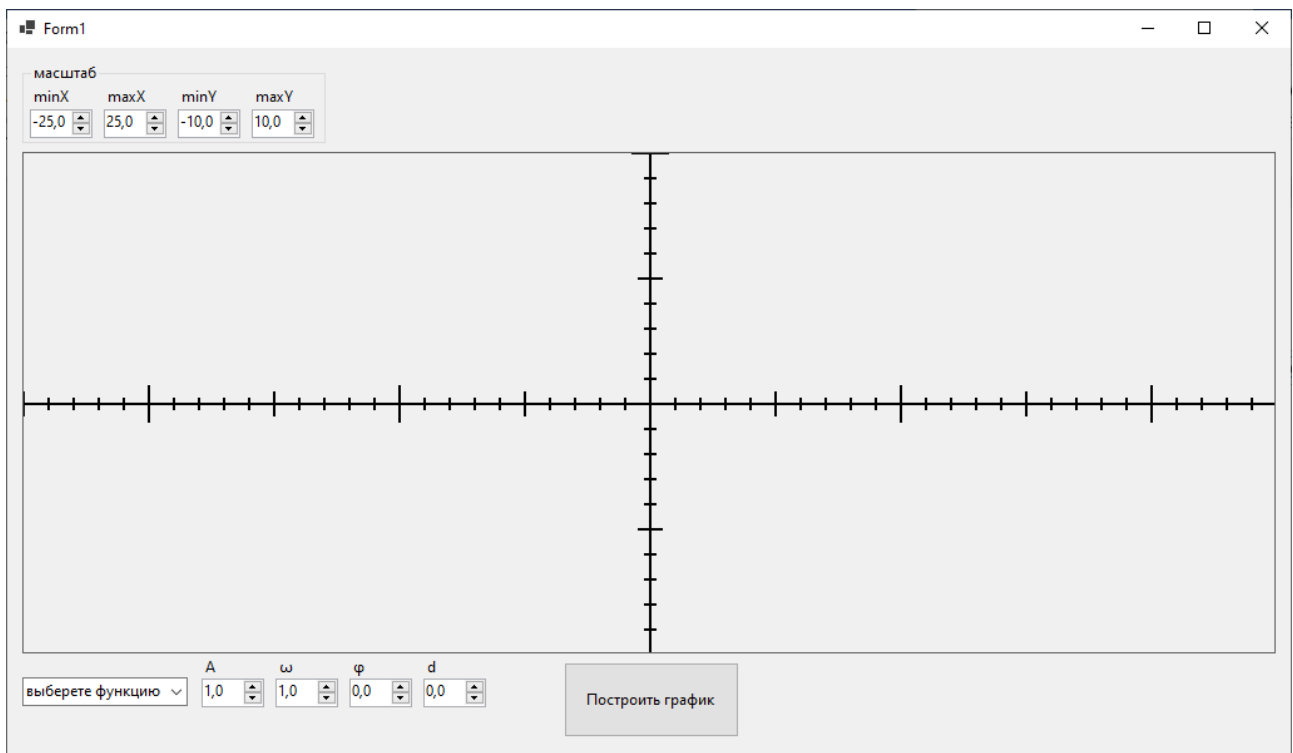 Form1
масштаб
minX maxX minY maxY
-25,0 25,0 -10,0 10,0
A ω φ d
выберете функцию 1,0 1,0 0,0 0,0
Построить график